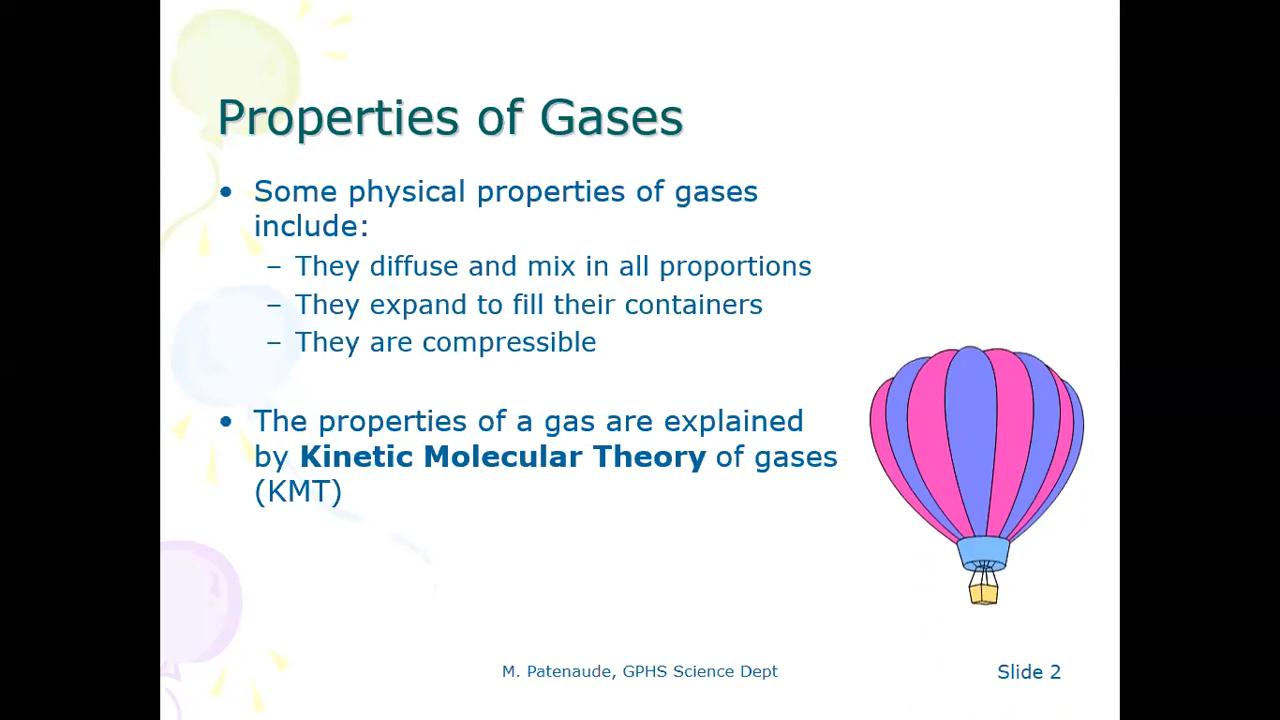 Properties of Gases
• Some physical properties of gases
include:
– They diffuse and mix in all proportions
– They expand to fill their containers
– They are compressible
• The properties of a gas are explained
by Kinetic Molecular Theory of gases
(KMT)
M. Patenaude, GPHS Science Dept
Slide 2